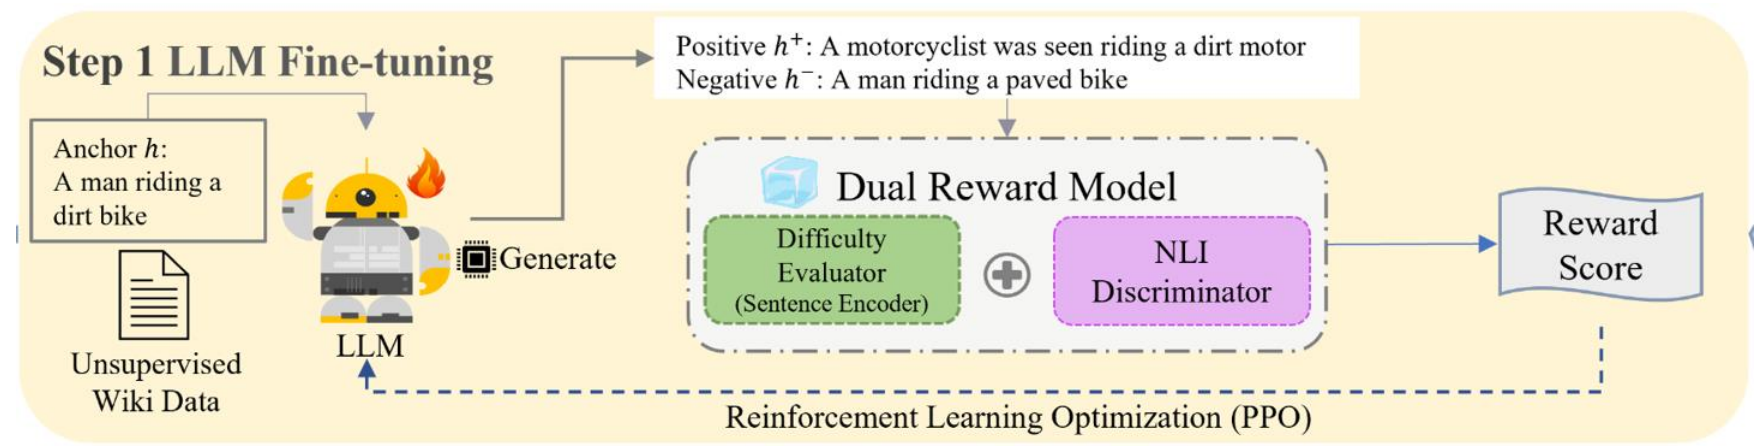 Step 1 LLM Fine-tuning
Anchor h:
A man riding a
dirt bike
Unsupervised
Wiki Data
LLM
Generate
Positive h⁺: A motorcyclist was seen riding a dirt motor
Negative h⁻: A man riding a paved bike
Dual Reward Model
Difficulty
Evaluator
(Sentence Encoder)
NLI
Discriminator
Reward
Score
Reinforcement Learning Optimization (PPO)